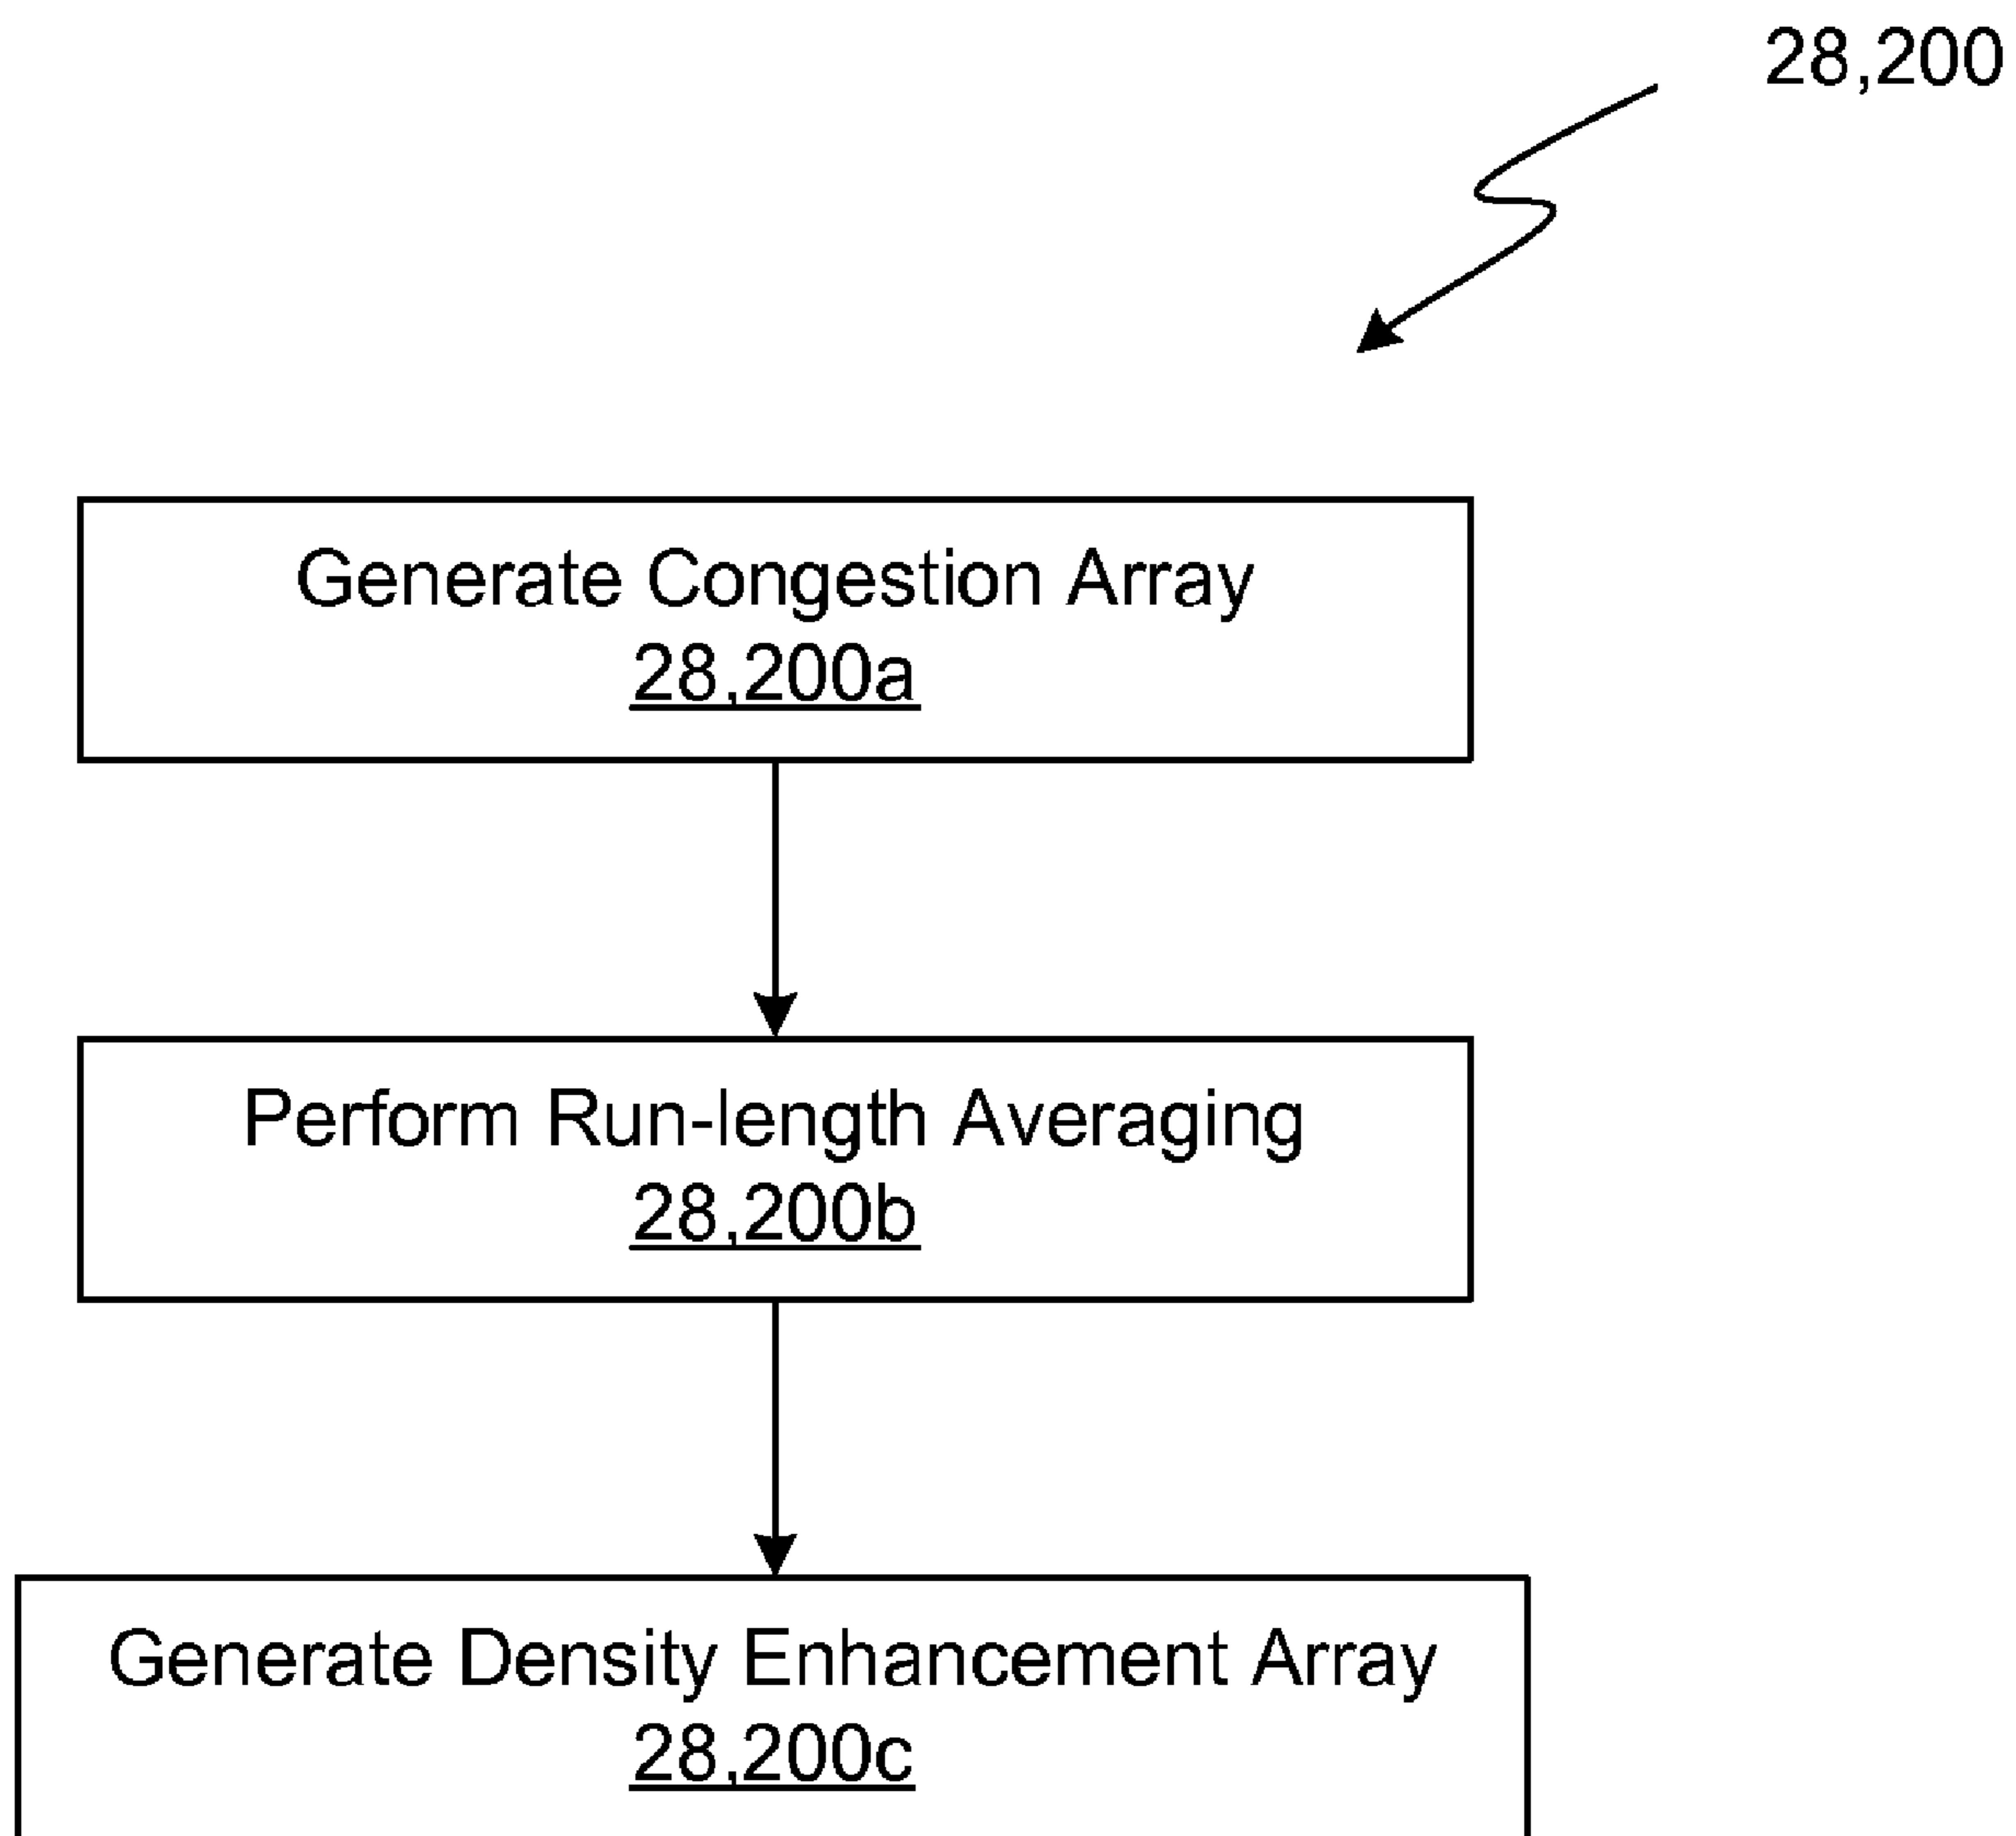 28,200
Generate Congestion Array
28,200a
Perform Run-length Averaging
28,200b
Generate Density Enhancement Array
28,200c